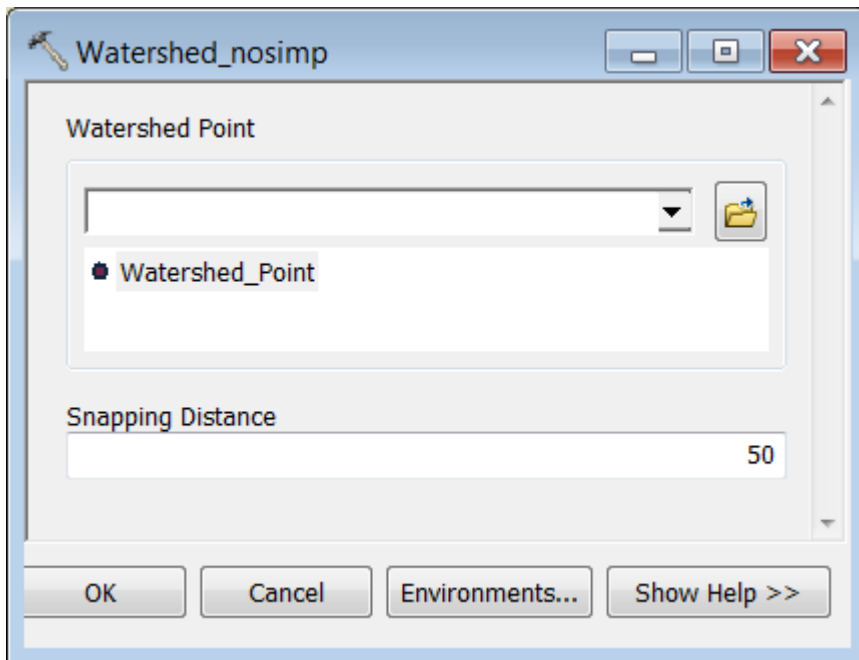 Watershed_nosimp
Watershed Point
Watershed_Point
Snapping Distance
50
OK Cancel Environments... Show Help >>